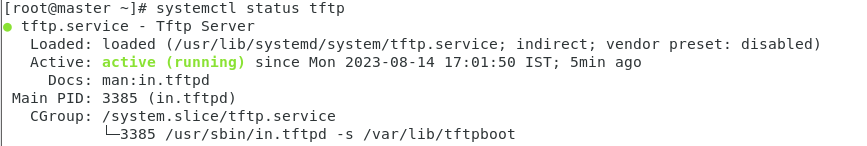 [root@master ~]# systemctl status tftp
● tftp.service - Tftp Server
   Loaded: loaded (/usr/lib/systemd/system/tftp.service; indirect; vendor preset: disabled)
   Active: active (running) since Mon 2023-08-14 17:01:50 IST; 5min ago
     Docs: man:in.tftpd
 Main PID: 3385 (in.tftpd)
   CGroup: /system.slice/tftp.service
           └─3385 /usr/sbin/in.tftpd -s /var/lib/tftpboot